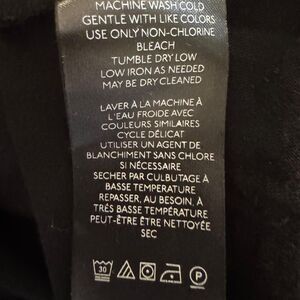 MACHINE WASH COLD
GENTLE WITH LIKE COLORS
USE ONLY NON-CHLORINE
BLEACH
TUMBLE DRY LOW
LOW IRON AS NEEDED
MAY BE DRY CLEANED
LAVER À LA MACHINE À
L'EAU FROIDE AVEC
COULEURS SIMILAIRES
CYCLE DÉLICAT
UTILISER UN AGENT DE
BLANCHIMENT SANS CHLORE
SI NÉCESSAIRE
SECHER PAR CULBUTAGE À
BASSE TEMPERATURE
REPASSER, AU BESOIN, À
TRÈS BASSE TEMPÉRATURE
PEUT-ÊTRE ÊTRE NETTOYÉE
SEC
30 P